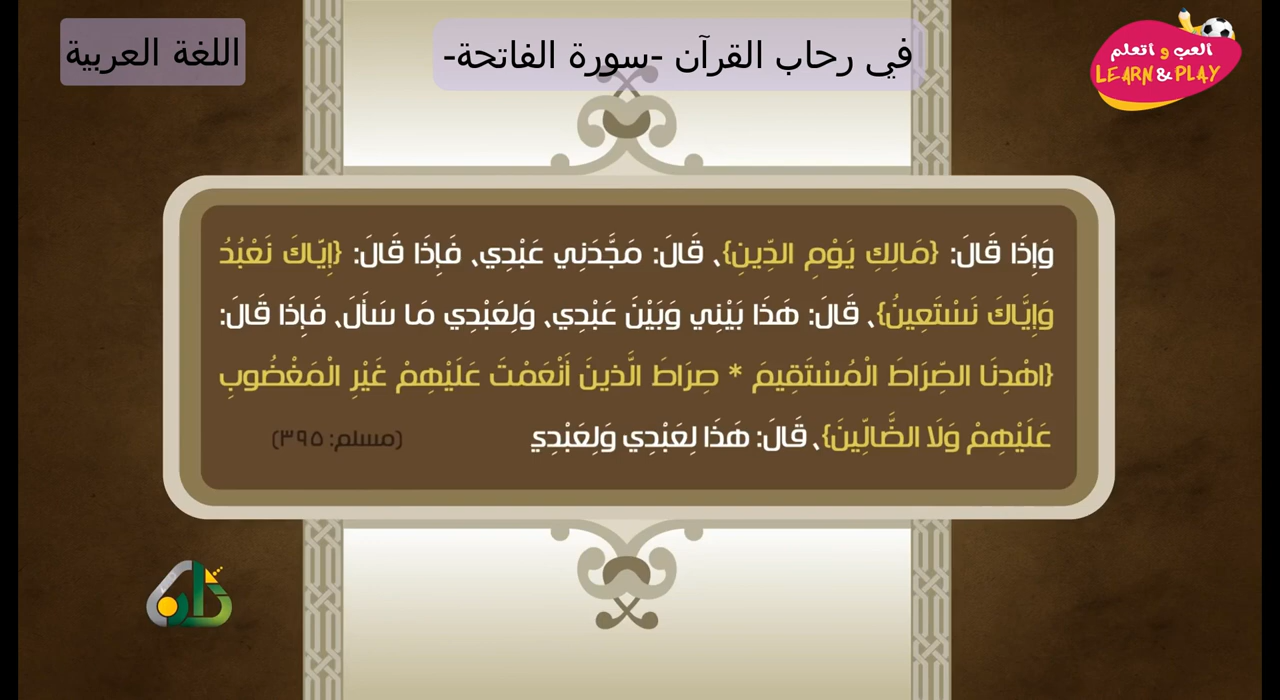 اللغة العربية
في رحاب القرآن -سورة الفاتحة-
العب و اتعلم
LEARN & PLAY
وَإِذَا قَالَ: {مَالِكِ يَوْمِ الدِّينِ}، قَالَ: مَجَّدَنِي عَبْدِي، فَإِذَا قَالَ: {إِيَّاكَ نَعْبُدُ
وَإِيَّاكَ نَسْتَعِينُ}، قَالَ: هَذَا بَيْنِي وَبَيْنَ عَبْدِي، وَلِعَبْدِي مَا سَأَلَ، فَإِذَا قَالَ:
{اهْدِنَا الصِّرَاطَ الْمُسْتَقِيمَ * صِرَاطَ الَّذِينَ أَنْعَمْتَ عَلَيْهِمْ غَيْرِ الْمَغْضُوبِ
عَلَيْهِمْ وَلَا الضَّالِّينَ}، قَالَ: هَذَا لِعَبْدِي وَلِعَبْدِي (مسلم: ٣٩٥)